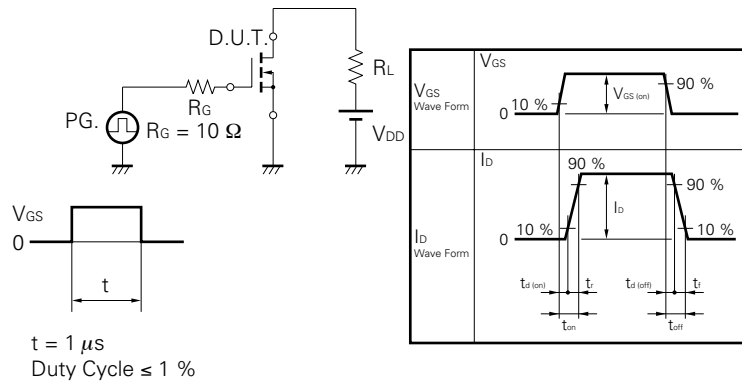 D.U.T.
RL
RG
PG.
RG = 10 Ω
VDD
VGS
0
t
t = 1 μs
Duty Cycle ≤ 1 %
VGS
Wave Form
VGS
10 %
0
VGS (on)
90 %
ID
Wave Form
ID
90 %
90 %
10 %
0
ID
10 %
td (on)
tr
td (off)
tf
ton
toff